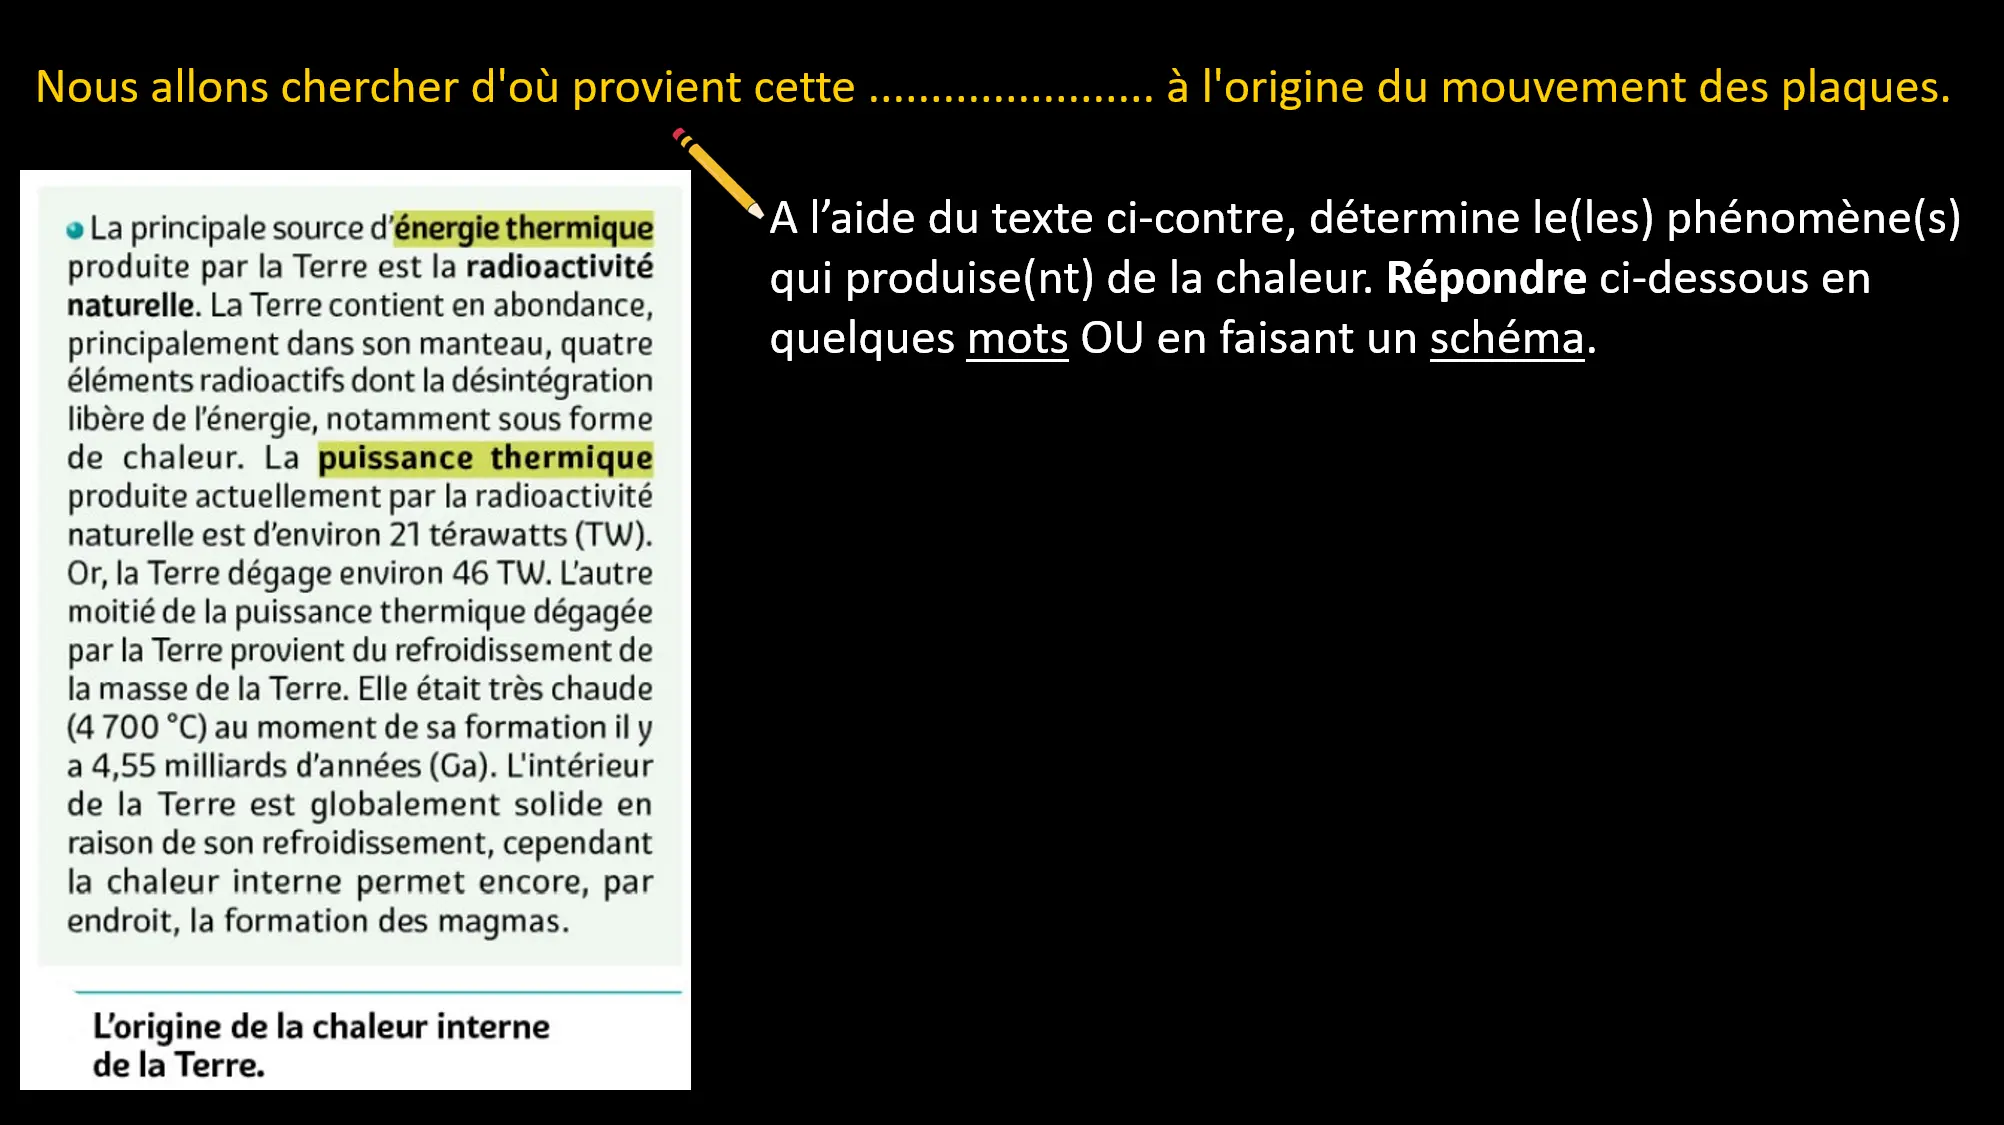 Nous allons chercher d'où provient cette ....................... à l'origine du mouvement des plaques.
La principale source d'énergie thermique
produite par la Terre est la radioactivité
naturelle. La Terre contient en abondance,
principalement dans son manteau, quatre
éléments radioactifs dont la désintégration
libère de l'énergie, notamment sous forme
de chaleur. La puissance thermique
produite actuellement par la radioactivité
naturelle est d'environ 21 térawatts (TW).
Or, la Terre dégage environ 46 TW. L'autre
moitié de la puissance thermique dégagée
par la Terre provient du refroidissement de
la masse de la Terre. Elle était très chaude
(4 700 °C) au moment de sa formation il y
a 4,55 milliards d'années (Ga). L'intérieur
de la Terre est globalement solide en
raison de son refroidissement, cependant
la chaleur interne permet encore, par
endroit, la formation des magmas.
L'origine de la chaleur interne
de la Terre.
A l’aide du texte ci-contre, détermine le(les) phénomène(s)
qui produise(nt) de la chaleur. Répondre ci-dessous en
quelques mots OU en faisant un schéma.